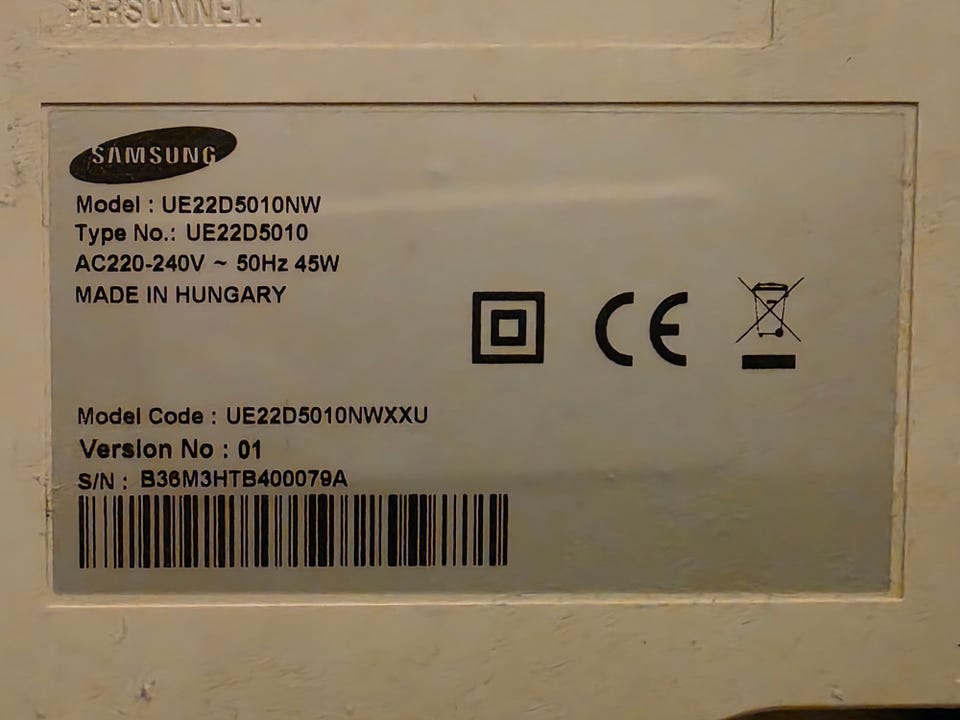 PERSONNEL.
SAMSUNG
Model : UE22D5010NW
Type No.: UE22D5010
AC220-240V ~ 50Hz 45W
MADE IN HUNGARY
CE
Model Code : UE22D5010NWXXU
Version No : 01
S/N : B36M3HTB400079A